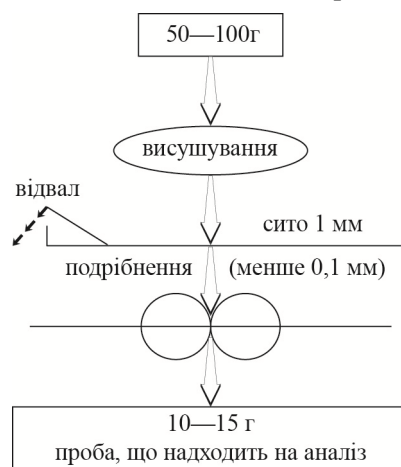 50—100г
висушування
відвал
сито 1 мм
подрібнення (менше 0,1 мм)
10—15 г
проба, що надходить на аналіз